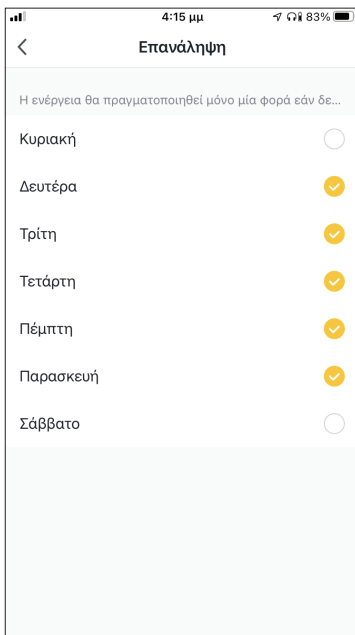 4:15 μμ
83%
Επανάληψη
Η ενέργεια θα πραγματοποιηθεί μόνο μία φορά εάν δε...
Κυριακή
Δευτέρα
Τρίτη
Τετάρτη
Πέμπτη
Παρασκευή
Σάββατο